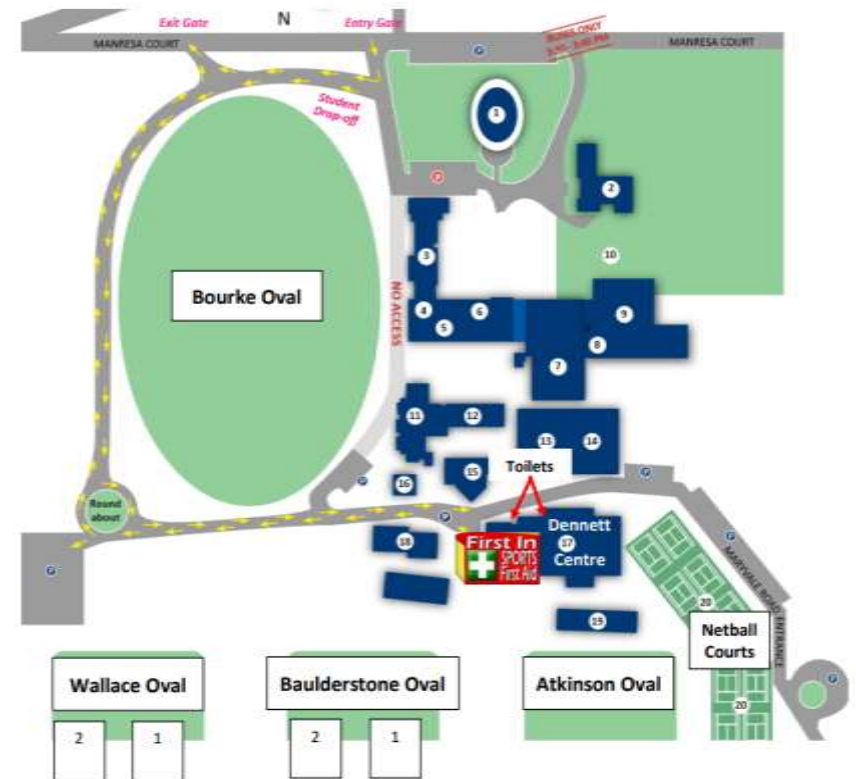 Exit Gate
N
Entry Gate
MANRESA COURT
P
BUSES ONLY
MANRESA COURT
Student
Drop-off
1
P
2
3
10
Bourke Oval
NO ACCESS
4
5
6
9
8
7
11
12
13
14
Toilets
15
16
P
P
Round
about
P
Dennett
Centre
17
First In
SPORTS
First Aid
18
P
P
MARYVALE ROAD ENTRANCE
19
20
Netball
Courts
P
20
Wallace Oval
Baulderstone Oval
Atkinson Oval
2
1
2
1